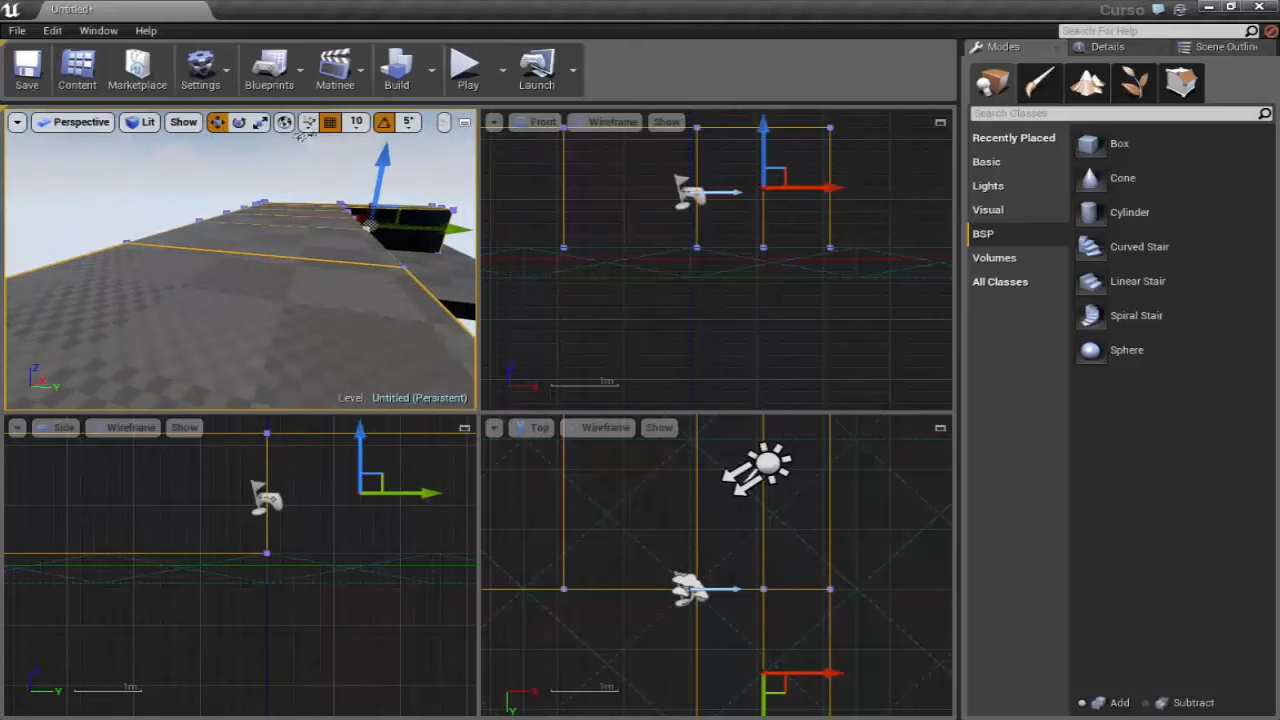 Untitled*
Curso
File Edit Window Help
Search For Help
Save Content Marketplace Settings Blueprints Matinee Build Play Launch
Modes Details Scene Outlin
Search Classes
Perspective Lit Show 10 5°
Front Wireframe Show
Recently Placed
Basic
Lights
Visual
BSP
Volumes
All Classes
Box
Cone
Cylinder
Curved Stair
Linear Stair
Spiral Stair
Sphere
Z
X
Y
Level: Untitled (Persistent)
Z
X
1m
Side Wireframe Show
Top Wireframe Show
Z
Y
1m
X
Y
1m
Add Subtract